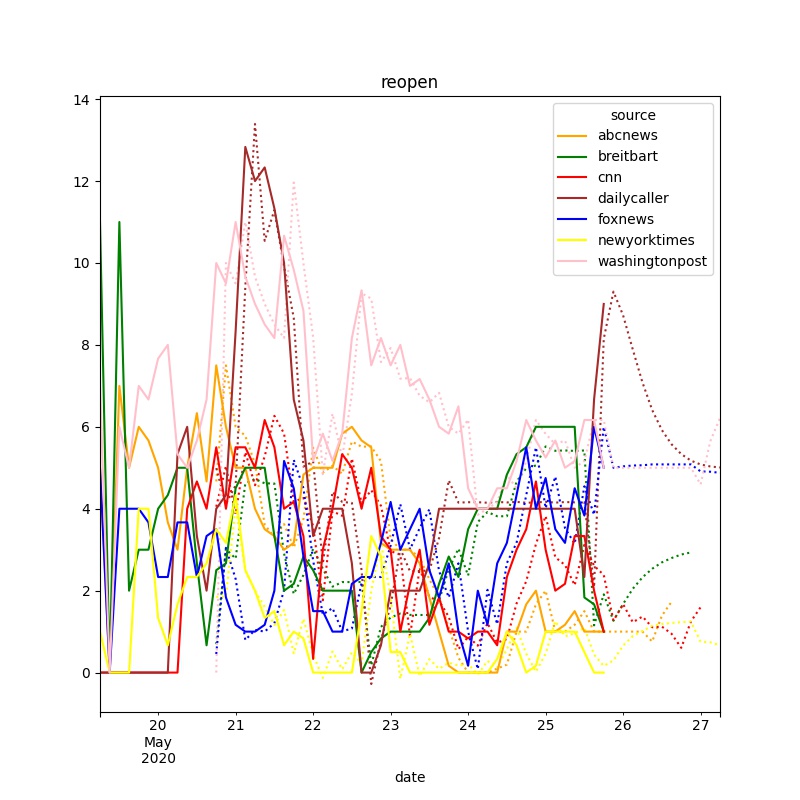 reopen
14
12
10
8
6
4
2
0
source
abcnews
breitbart
cnn
dailycaller
foxnews
newyorktimes
washingtonpost
20 21 22 23 24 25 26 27
May
2020
date